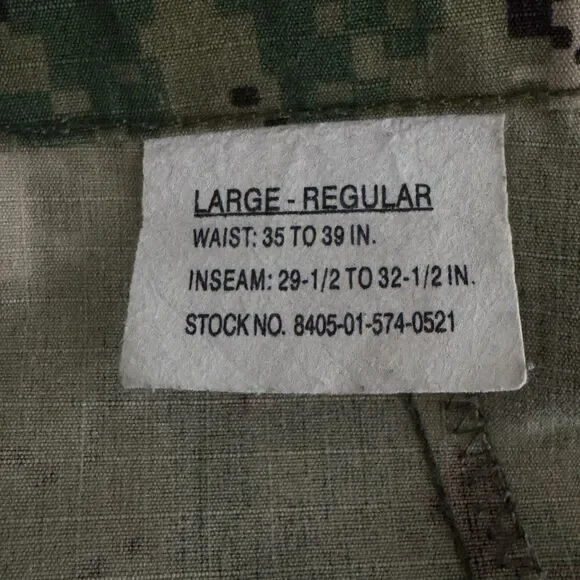 LARGE - REGULAR
WAIST: 35 TO 39 IN.
INSEAM: 29-1/2 TO 32-1/2 IN.
STOCK NO. 8405-01-574-0521